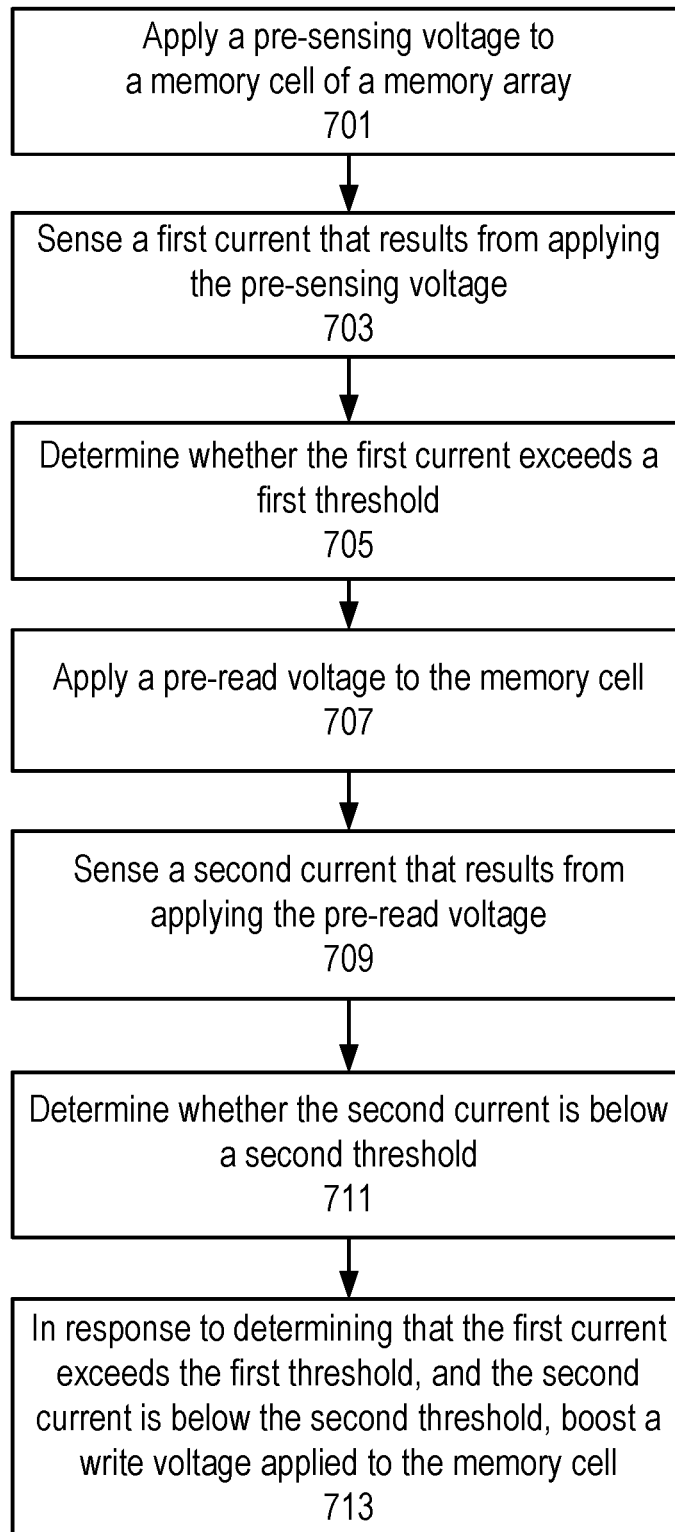 Apply a pre-sensing voltage to
a memory cell of a memory array
701
Sense a first current that results from applying
the pre-sensing voltage
703
Determine whether the first current exceeds a
first threshold
705
Apply a pre-read voltage to the memory cell
707
Sense a second current that results from
applying the pre-read voltage
709
Determine whether the second current is below
a second threshold
711
In response to determining that the first current
exceeds the first threshold, and the second
current is below the second threshold, boost a
write voltage applied to the memory cell
713